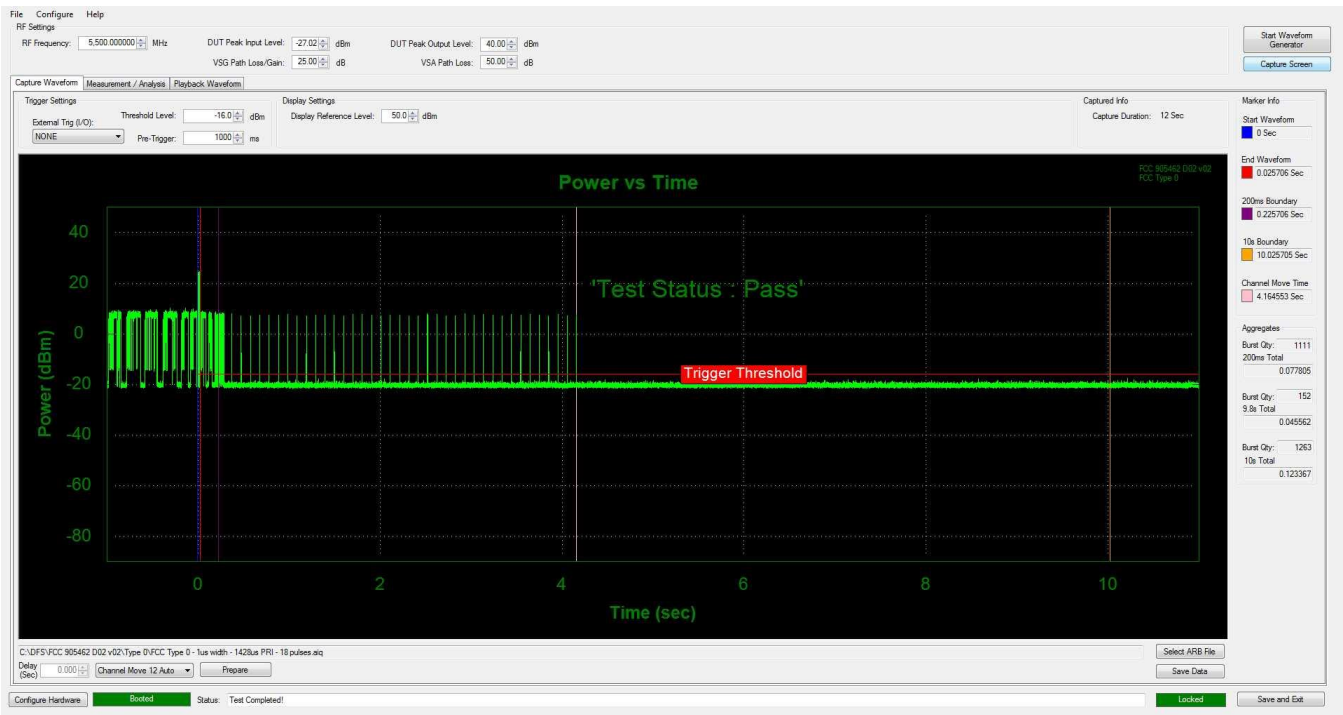 File Configure Help
RF Settings
RF Frequency: 5,500.000000 MHz DUT Peak Input Level: -27.02 dBm DUT Peak Output Level: 40.00 dBm
VSG Path Loss/Gain: 25.00 dB VSA Path Loss: 50.00 dB
Start Waveform Generator
Capture Screen
Capture Waveform Measurement / Analysis Playback Waveform
Trigger Settings
External Trig (I/O):
NONE
Threshold Level: -16.0 dBm
Pre-Trigger: 1000 ms
Display Settings
Display Reference Level: 50.0 dBm
Captured Info
Capture Duration: 12 Sec
Marker Info
Start Waveform
0 Sec
End Waveform
0.025706 Sec
200ms Boundary
0.225706 Sec
10s Boundary
10.025705 Sec
Channel Move Time
4.164553 Sec
Aggregates
Burst Qty: 1111
200ms Total
0.077805
Burst Qty: 152
9.8s Total
0.045562
Burst Qty: 1263
10s Total
0.123367
Power vs Time
FCC 905462 D02 v02
FCC Type 0
'Test Status : Pass'
Trigger Threshold
Power (dBm)
40
20
0
-20
-40
-60
-80
0 2 4 6 8 10
Time (sec)
C:\DFS\FCC 905462 D02 v02\Type 0\FCC Type 0 - 1us width - 1428us PRI - 18 pulses.aiq
Select ARB File
Delay (Sec) 0.000 Channel Move 12 Auto Prepare
Save Data
Configure Hardware Booted Status: Test Completed! Locked Save and Exit